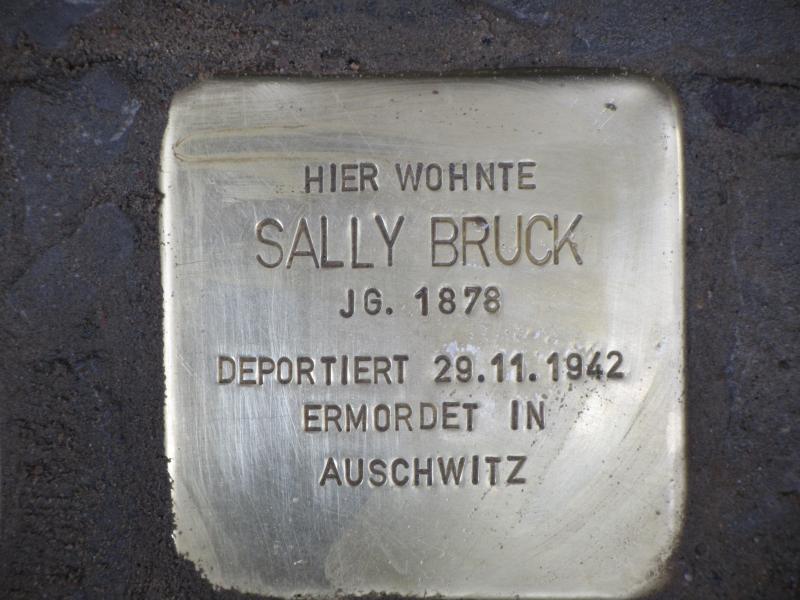 HIER WOHNTE
SALLY BRUCK
JG. 1878
DEPORTIERT 29.11.1942
ERMORDET IN
AUSCHWITZ